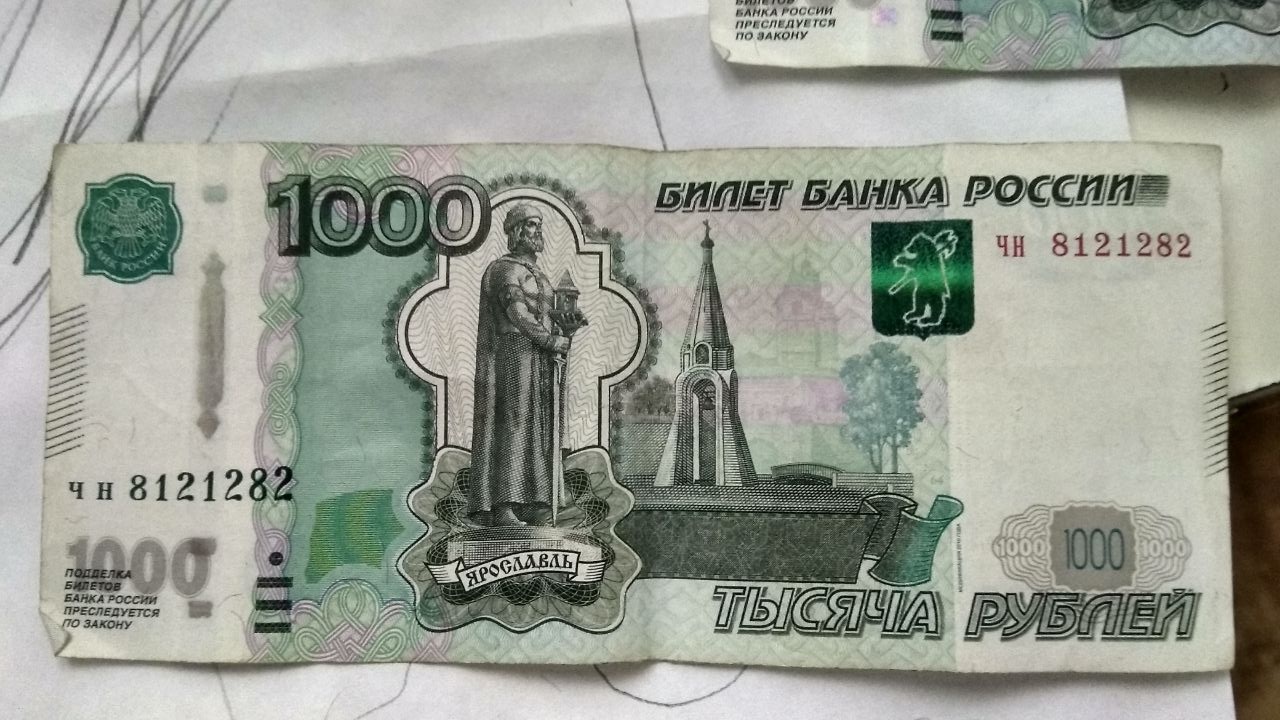 БИЛЕТОВ
БАНКА РОССИИ
ПРЕСЛЕДУЕТСЯ
ПО ЗАКОНУ
1000
БИЛЕТ БАНКА РОССИИ
БАНК РОССИИ
чн 8121282
чн 8121282
1000
ПОДДЕЛКА
БИЛЕТОВ
БАНКА РОССИИ
ПРЕСЛЕДУЕТСЯ
ПО ЗАКОНУ
ЯРОСЛАВЛЬ
1000 1000 1000
ТЫСЯЧА РУБЛЕЙ